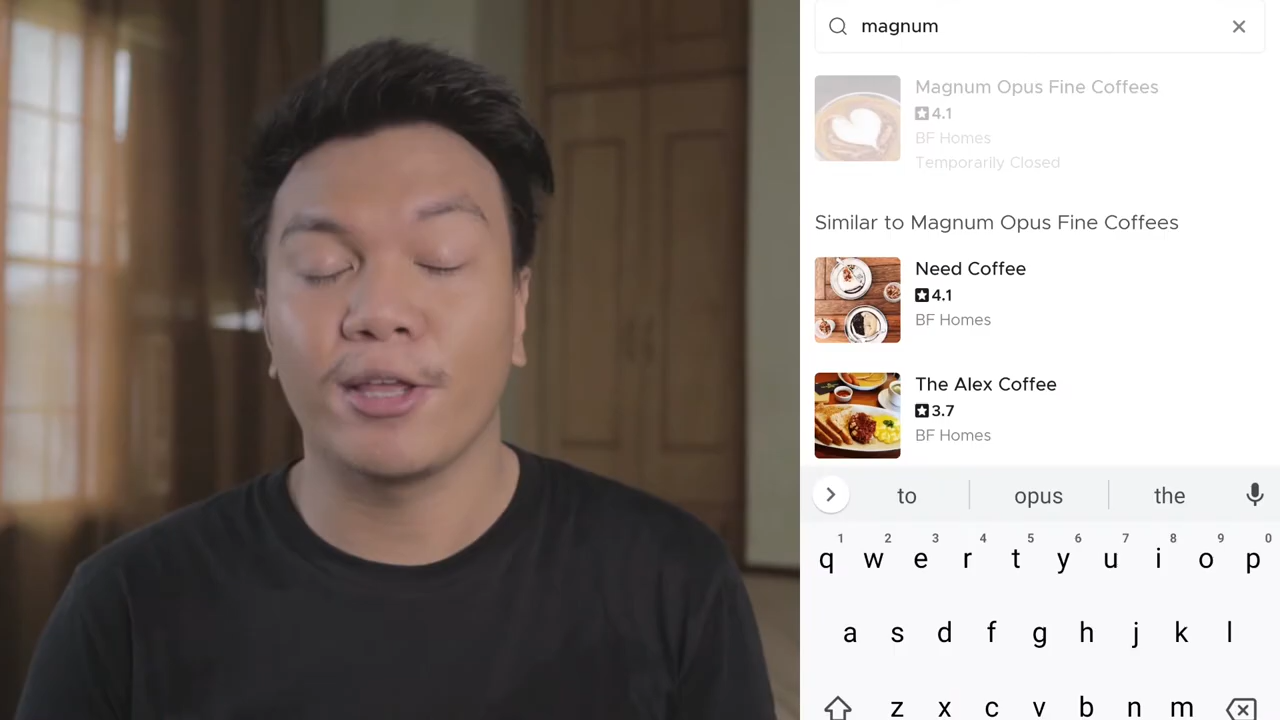 magnum
Magnum Opus Fine Coffees
4.1
BF Homes
Temporarily Closed
Similar to Magnum Opus Fine Coffees
Need Coffee
4.1
BF Homes
The Alex Coffee
3.7
BF Homes
to opus the
1 2 3 4 5 6 7 8 9 0
q w e r t y u i o p
a s d f g h j k l
z x c v b n m